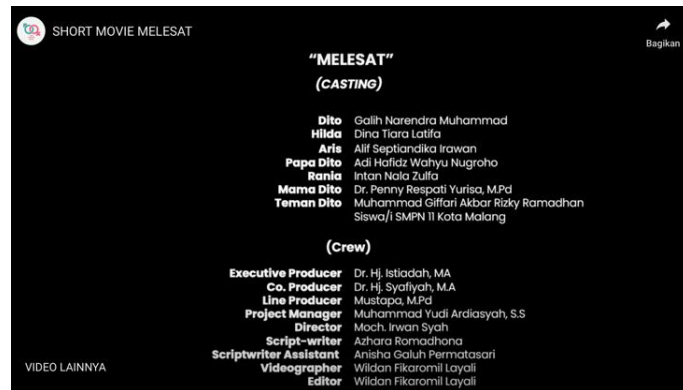 SHORT MOVIE MELESAT
Bagikan
“MELESAT”
(CASTING)
Dito Galih Narendra Muhammad
Hilda Dina Tiara Latifa
Aris Alif Septiandika Irawan
Papa Dito Adi Hafidz Wahyu Nugroho
Rania Intan Nala Zulfa
Mama Dito Dr. Penny Respati Yurisa, M.Pd
Teman Dito Muhammad Giffari Akbar Rizky Ramadhan
Siswa/i SMPN 11 Kota Malang
(Crew)
Executive Producer Dr. Hj. Istiadah, MA
Co. Producer Dr. Hj. Syafiyah, M.A
Line Producer Mustapa, M.Pd
Project Manager Muhammad Yudi Ardiasyah, S.S
Director Moch. Irwan Syah
Script-writer Azhara Romadhona
Scriptwriter Assistant Anisha Galuh Permatasari
Videographer Wildan Fikaromil Layali
Editor Wildan Fikaromil Layali
VIDEO LAINNYA